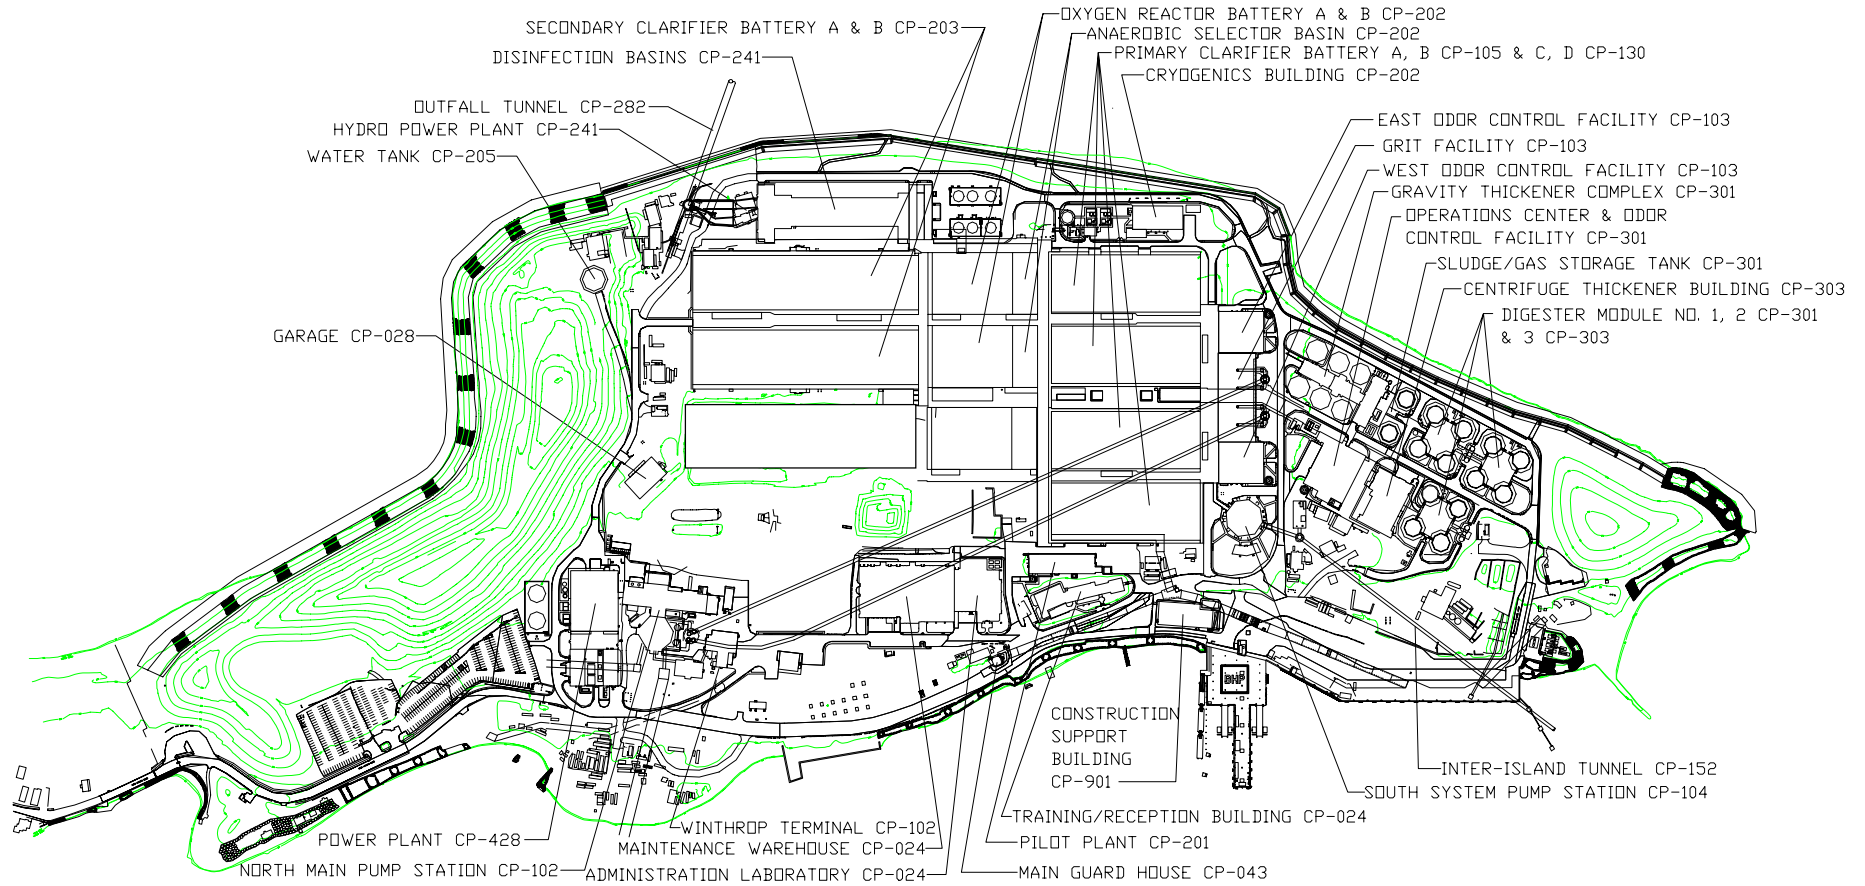 SECONDARY CLARIFIER BATTERY A & B CP-203
DISINFECTION BASINS CP-241
OUTFALL TUNNEL CP-282
HYDRO POWER PLANT CP-241
WATER TANK CP-205
OXYGEN REACTOR BATTERY A & B CP-202
ANAEROBIC SELECTOR BASIN CP-202
PRIMARY CLARIFIER BATTERY A, B CP-105 & C, D CP-130
CRYOGENICS BUILDING CP-202
EAST ODOR CONTROL FACILITY CP-103
GRIT FACILITY CP-103
WEST ODOR CONTROL FACILITY CP-103
GRAVITY THICKENER COMPLEX CP-301
OPERATIONS CENTER & ODOR
CONTROL FACILITY CP-301
SLUDGE/GAS STORAGE TANK CP-301
CENTRIFUGE THICKENER BUILDING CP-303
DIGESTER MODULE NO. 1, 2 CP-301
& 3 CP-303
GARAGE CP-028
BHP
CONSTRUCTION
SUPPORT
BUILDING
CP-901
INTER-ISLAND TUNNEL CP-152
SOUTH SYSTEM PUMP STATION CP-104
TRAINING/RECEPTION BUILDING CP-024
PILOT PLANT CP-201
MAIN GUARD HOUSE CP-043
WINTHROP TERMINAL CP-102
MAINTENANCE WAREHOUSE CP-024
ADMINISTRATION LABORATORY CP-024
POWER PLANT CP-428
NORTH MAIN PUMP STATION CP-102